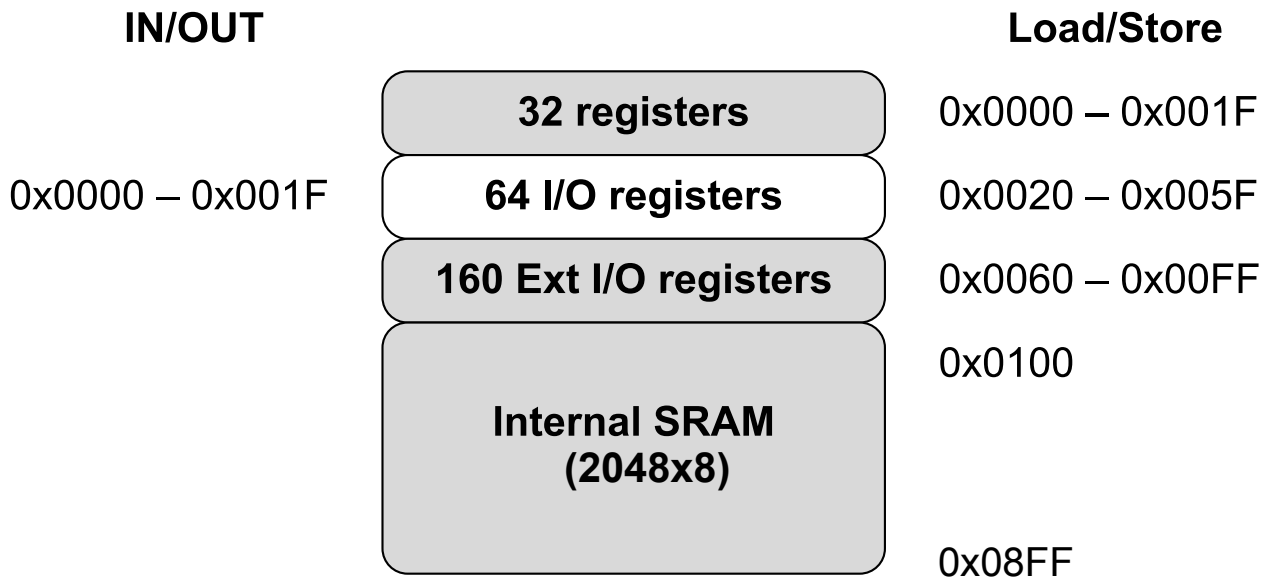 IN/OUT
Load/Store
32 registers
0x0000 – 0x001F
0x0000 – 0x001F
64 I/O registers
0x0020 – 0x005F
160 Ext I/O registers
0x0060 – 0x00FF
0x0100
Internal SRAM
(2048x8)
0x08FF